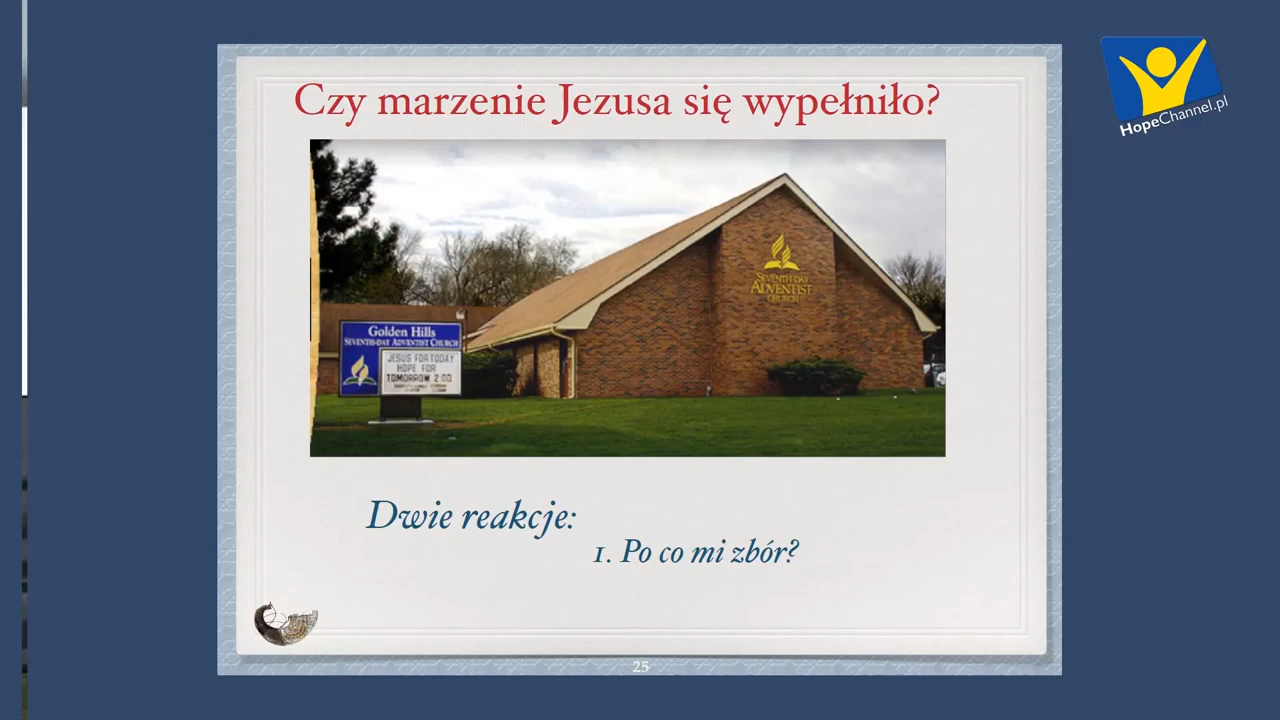 Czy marzenie Jezusa się wypełniło?
HopeChannel.pl
SEVENTH-DAY
ADVENTIST
CHURCH
Golden Hills
SEVENTH-DAY ADVENTIST CHURCH
JESUS FOR TODAY
HOPE FOR
TOMORROW 2:00
Dwie reakcje:
1. Po co mi zbór?
25